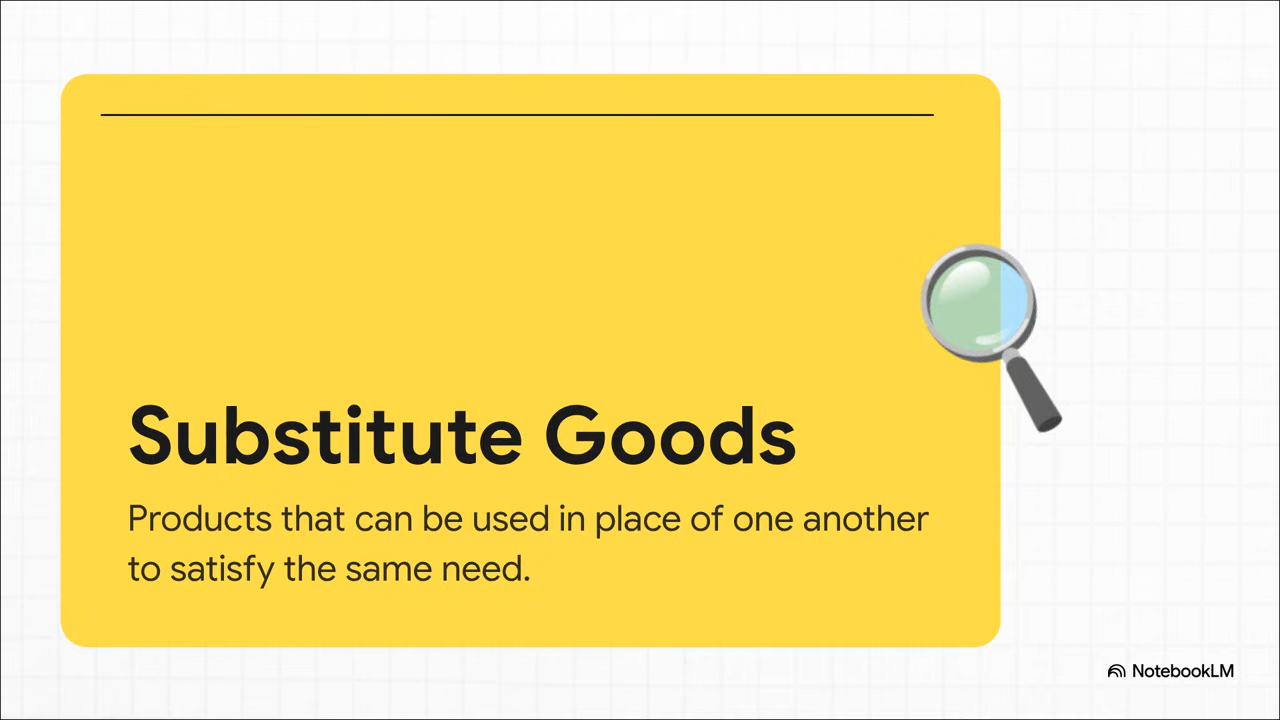 Substitute Goods
Products that can be used in place of one another
to satisfy the same need.
NotebookLM